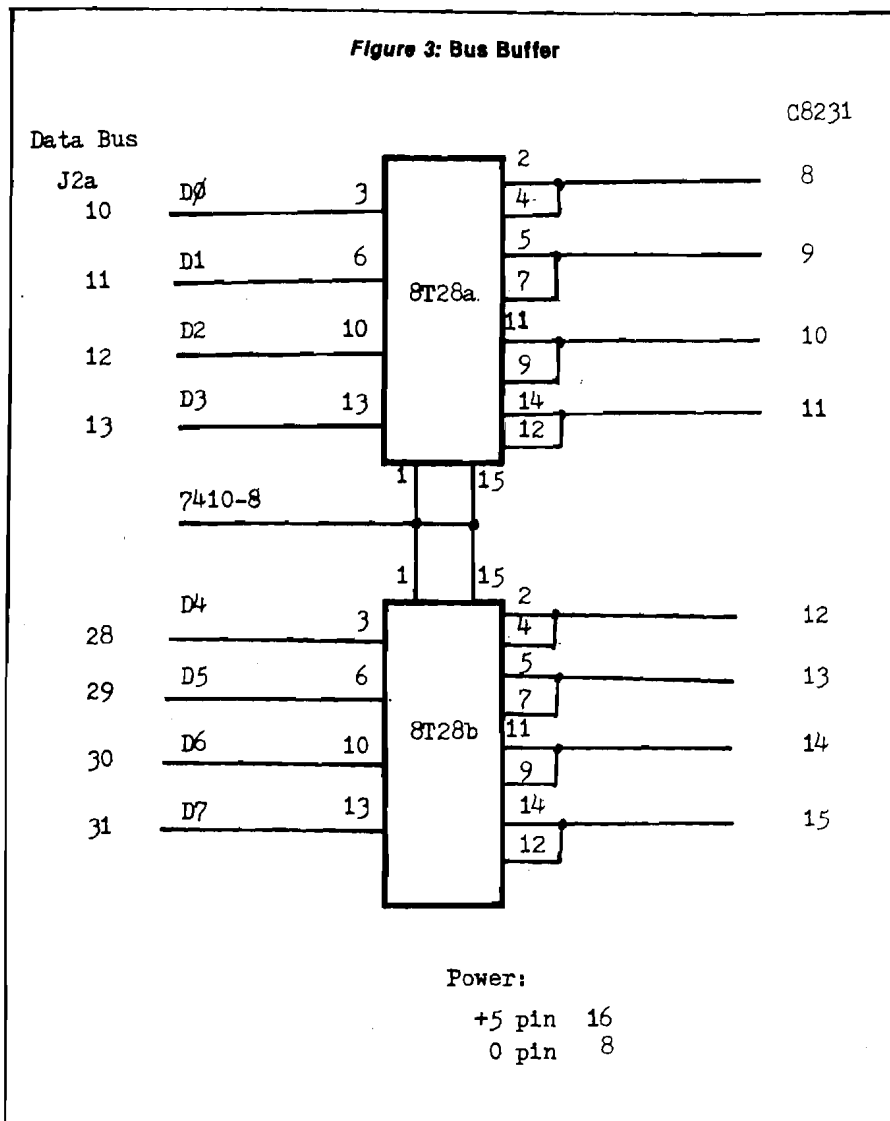 Figure 3: Bus Buffer
C8231
Data Bus
J2a
10 DØ 3 2 4 8
11 D1 6 5 7 9
8T28a
12 D2 10 11 9 10
13 D3 13 14 12 11
1 15
7410-8
1 15
28 D4 3 2 4 12
29 D5 6 5 7 13
8T28b
30 D6 10 11 9 14
31 D7 13 14 12 15
Power:
+5 pin 16
0 pin 8